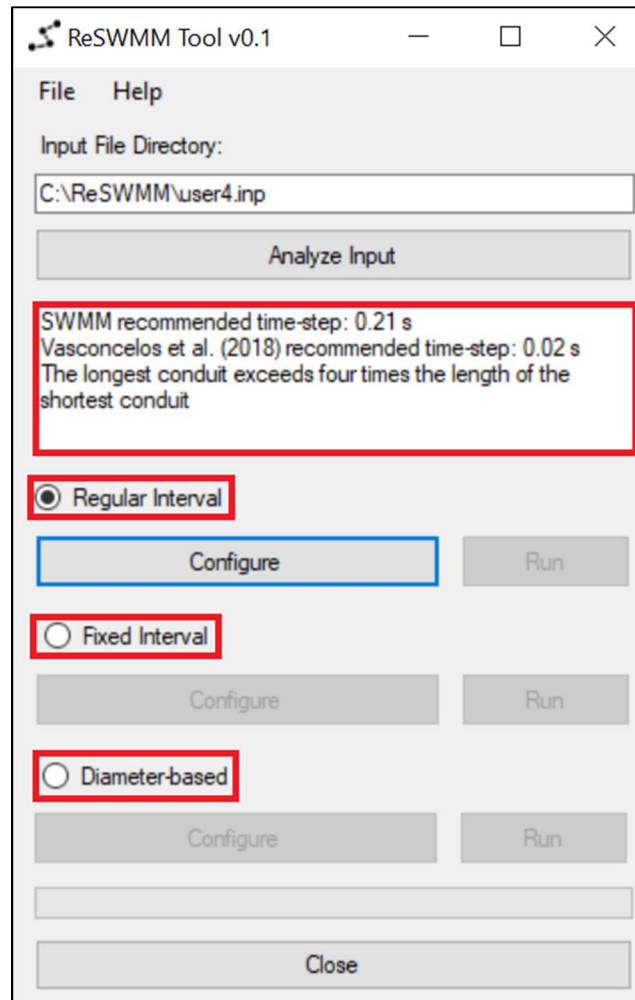 ReSWMM Tool v0.1
File Help
Input File Directory:
C:\ReSWMM\user4.inp
Analyze Input
SWMM recommended time-step: 0.21 s
Vasconcelos et al. (2018) recommended time-step: 0.02 s
The longest conduit exceeds four times the length of the
shortest conduit
Regular Interval
Configure Run
Fixed Interval
Configure Run
Diameter-based
Configure Run
Close